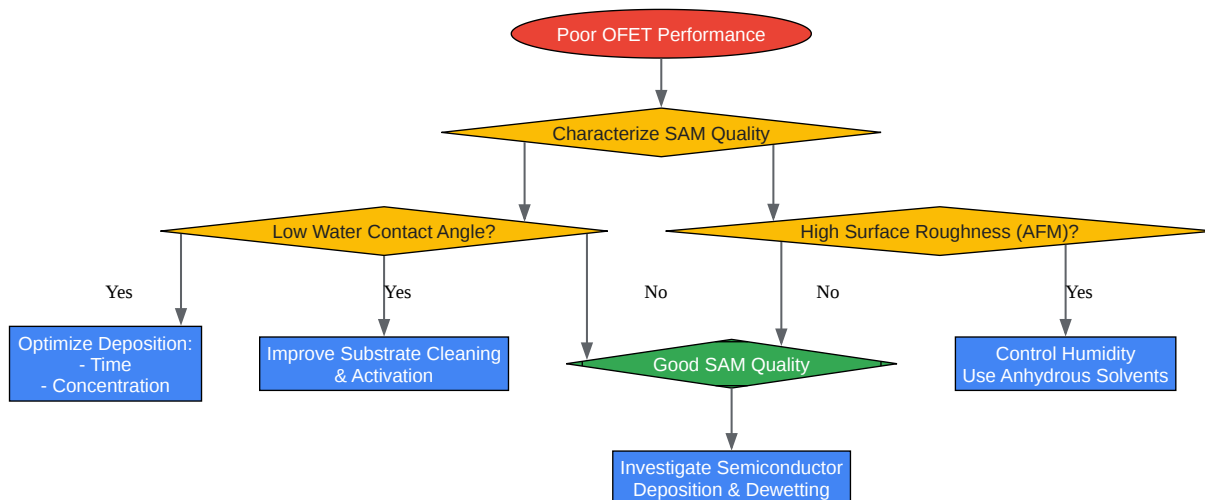 Poor OFET Performance
Characterize SAM Quality
Low Water Contact Angle?
High Surface Roughness (AFM)?
Yes
Yes
No
No
Yes
Optimize Deposition:
- Time
- Concentration
Improve Substrate Cleaning
& Activation
Good SAM Quality
Control Humidity
Use Anhydrous Solvents
Investigate Semiconductor
Deposition & Dewetting